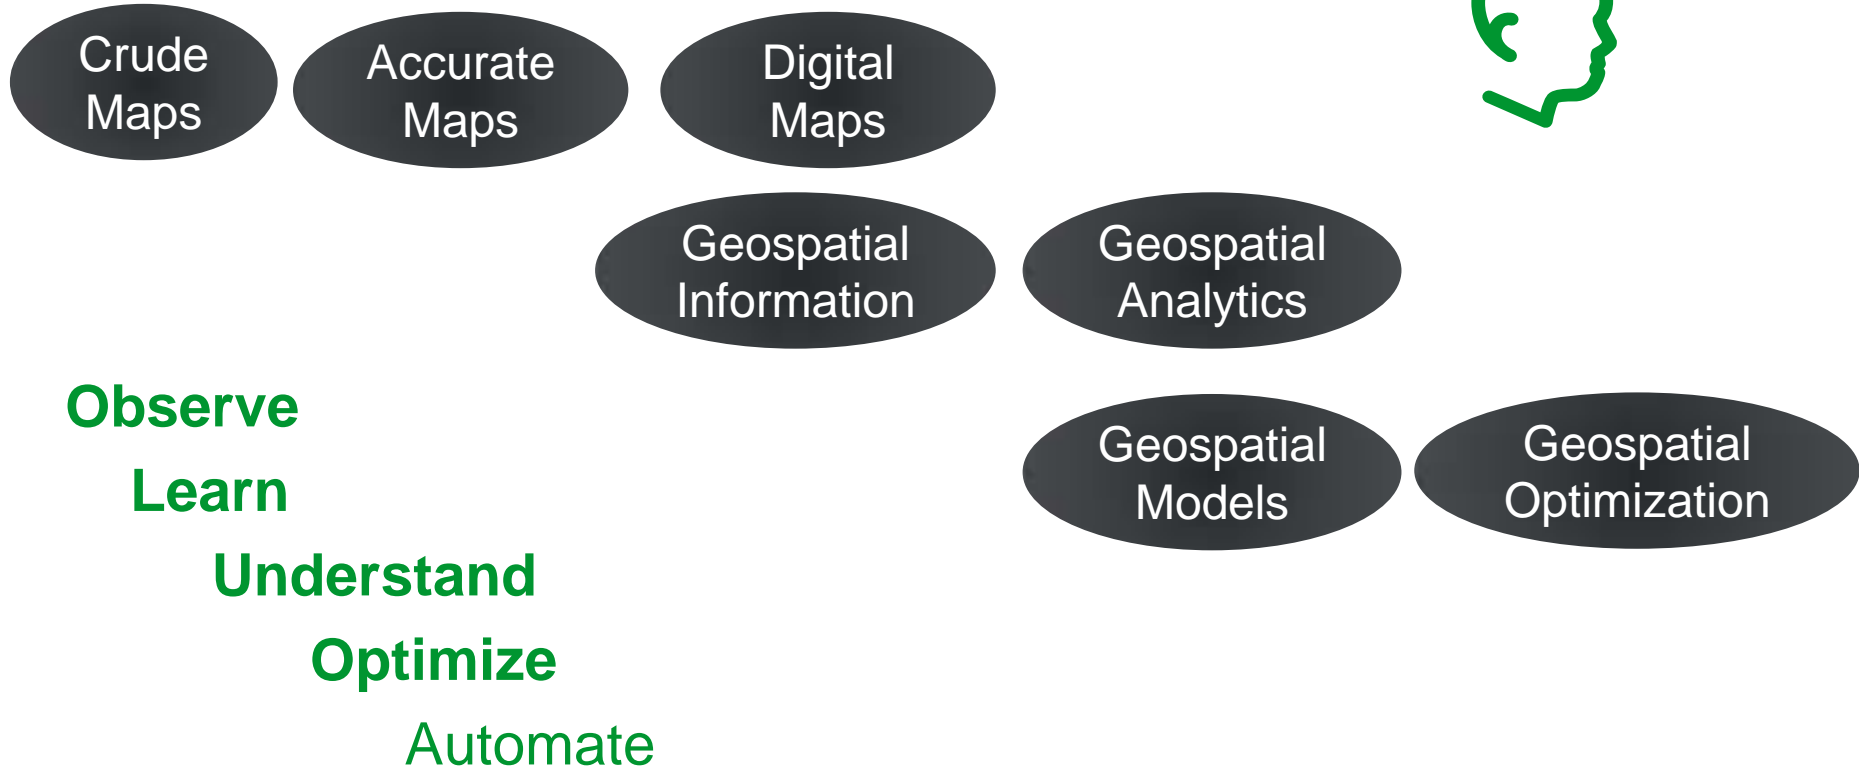 Crude
Maps
Accurate
Maps
Digital
Maps
Geospatial
Information
Geospatial
Analytics
Observe
Learn
Understand
Optimize
Automate
Geospatial
Models
Geospatial
Optimization